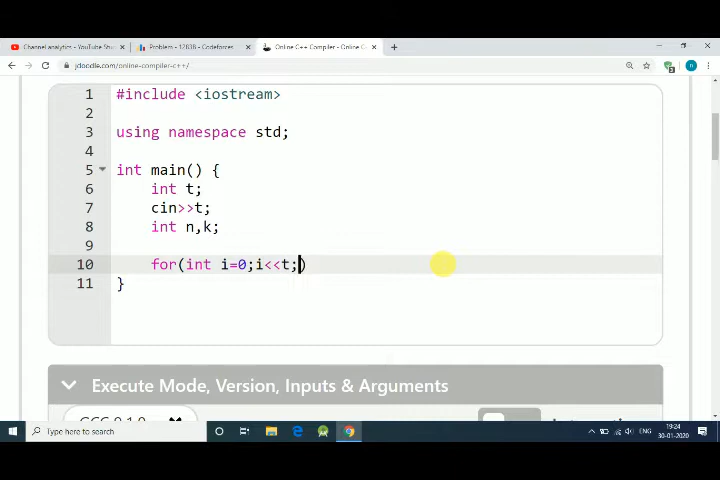 Channel analytics - YouTube Stu
Problem - 1283B - Codeforces
Online C++ Compiler - Online C+
jdoodle.com/online-compiler-c++/
1 #include <iostream>
2
3 using namespace std;
4
5 int main() {
6 int t;
7 cin>>t;
8 int n,k;
9
10 for(int i=0;i<<t;)
11 }
Execute Mode, Version, Inputs & Arguments
Type here to search
ENG
19:24
30-01-2020